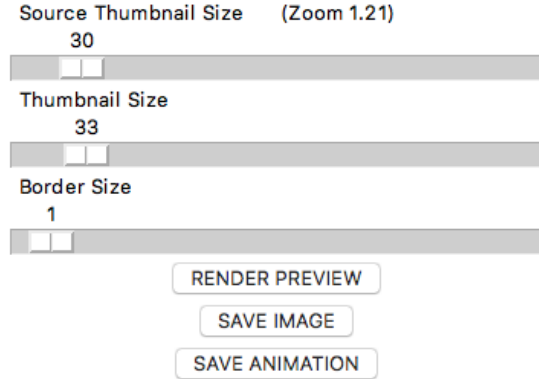 Source Thumbnail Size (Zoom 1.21)
30
Thumbnail Size
33
Border Size
1
RENDER PREVIEW
SAVE IMAGE
SAVE ANIMATION